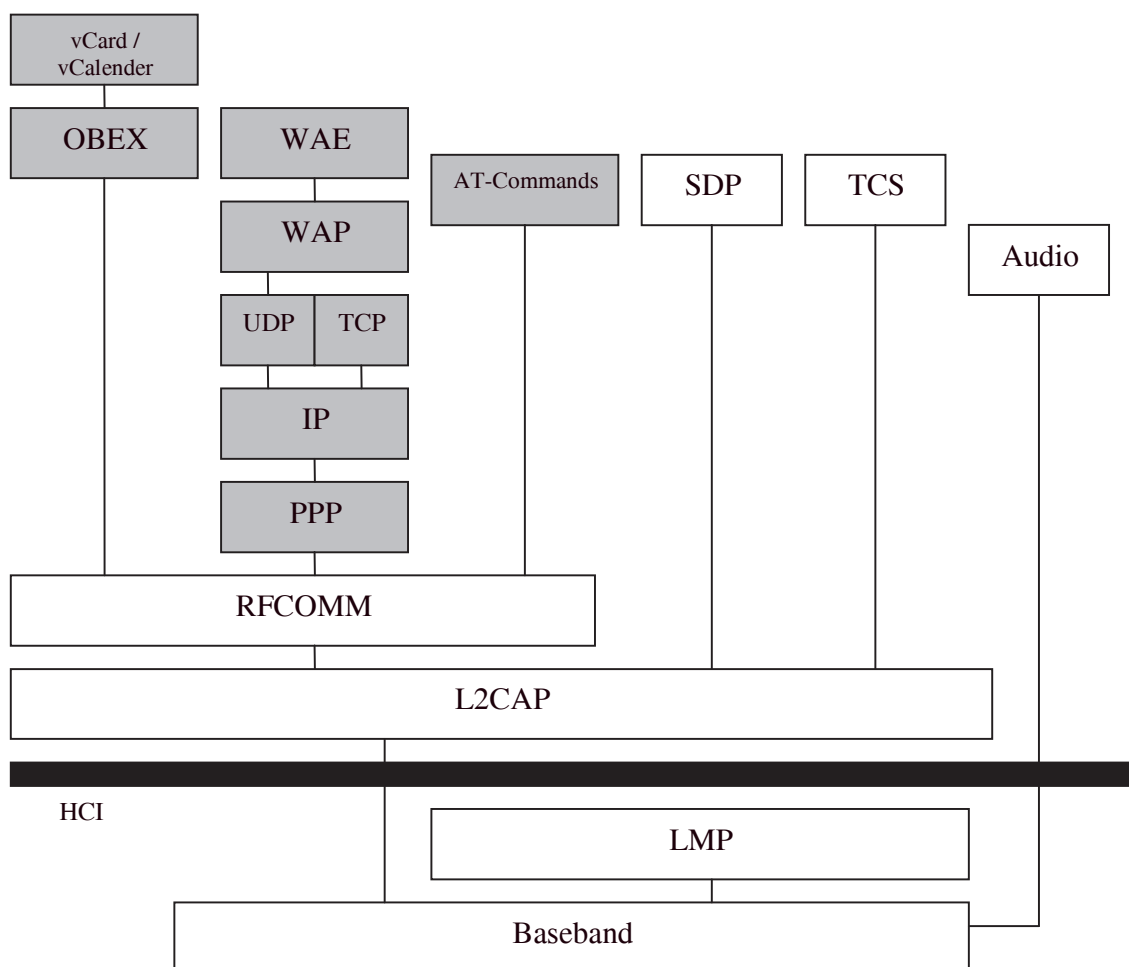 vCard /
vCalender
OBEX
WAE
AT-Commands
SDP
TCS
WAP
Audio
UDP
TCP
IP
PPP
RFCOMM
L2CAP
HCI
LMP
Baseband